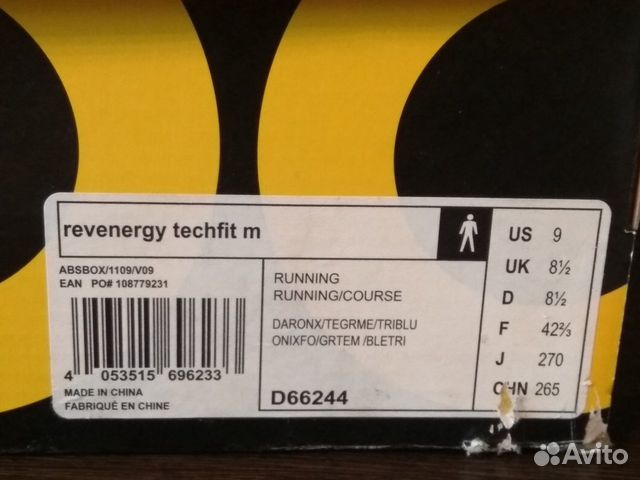 revenergy techfit m
ABSBOX/1109/V09
EAN PO# 108779231
4 053515 696233
MADE IN CHINA
FABRIQUÉ EN CHINE
RUNNING
RUNNING/COURSE
DARONX/TEGRME/TRIBLU
ONIXFO/GRTEM /BLETRI
D66244
US 9
UK 8½
D 8½
F 42⅔
J 270
CHN 265
Avito